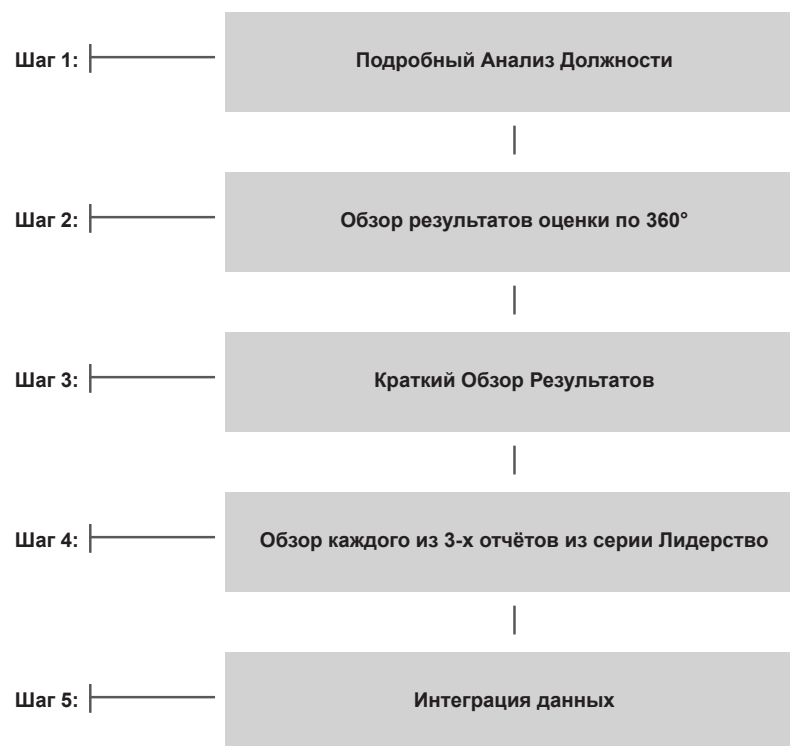 Шаг 1: Подробный Анализ Должности
Шаг 2: Обзор результатов оценки по 360°
Шаг 3: Краткий Обзор Результатов
Шаг 4: Обзор каждого из 3-х отчётов из серии Лидерство
Шаг 5: Интеграция данных